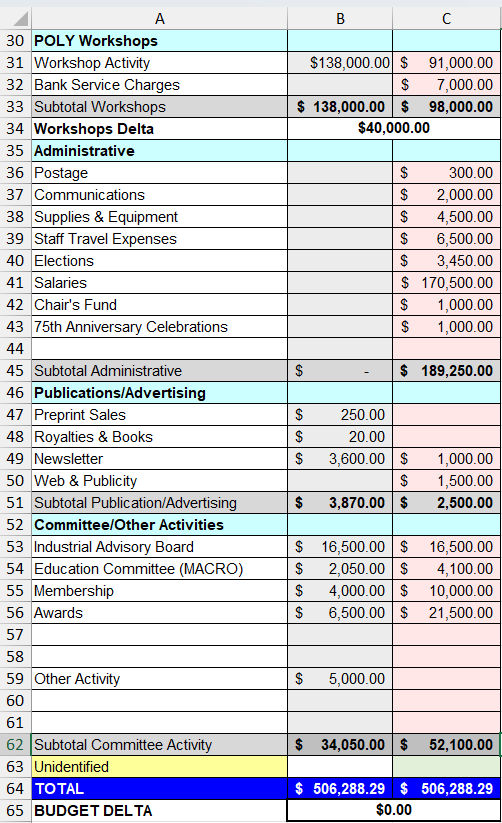 A B C
30 POLY Workshops
31 Workshop Activity $138,000.00 $ 91,000.00
32 Bank Service Charges $ 7,000.00
33 Subtotal Workshops $ 138,000.00 $ 98,000.00
34 Workshops Delta $40,000.00
35 Administrative
36 Postage $ 300.00
37 Communications $ 2,000.00
38 Supplies & Equipment $ 4,500.00
39 Staff Travel Expenses $ 6,500.00
40 Elections $ 3,450.00
41 Salaries $ 170,500.00
42 Chair's Fund $ 1,000.00
43 75th Anniversary Celebrations $ 1,000.00
44
45 Subtotal Administrative $ - $ 189,250.00
46 Publications/Advertising
47 Preprint Sales $ 250.00
48 Royalties & Books $ 20.00
49 Newsletter $ 3,600.00 $ 1,000.00
50 Web & Publicity $ 1,500.00
51 Subtotal Publication/Advertising $ 3,870.00 $ 2,500.00
52 Committee/Other Activities
53 Industrial Advisory Board $ 16,500.00 $ 16,500.00
54 Education Committee (MACRO) $ 2,050.00 $ 4,100.00
55 Membership $ 4,000.00 $ 10,000.00
56 Awards $ 6,500.00 $ 21,500.00
57
58
59 Other Activity $ 5,000.00
60
61
62 Subtotal Committee Activity $ 34,050.00 $ 52,100.00
63 Unidentified
64 TOTAL $ 506,288.29 $ 506,288.29
65 BUDGET DELTA $0.00